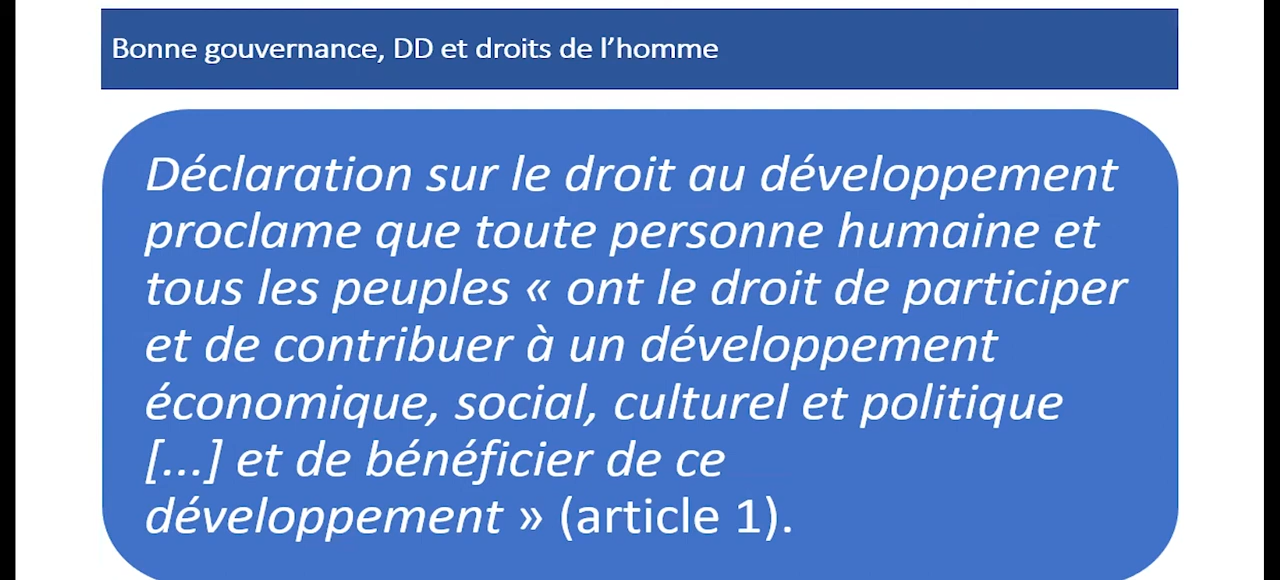 Bonne gouvernance, DD et droits de l’homme
Déclaration sur le droit au développement
proclame que toute personne humaine et
tous les peuples « ont le droit de participer
et de contribuer à un développement
économique, social, culturel et politique
[...] et de bénéficier de ce
développement » (article 1).